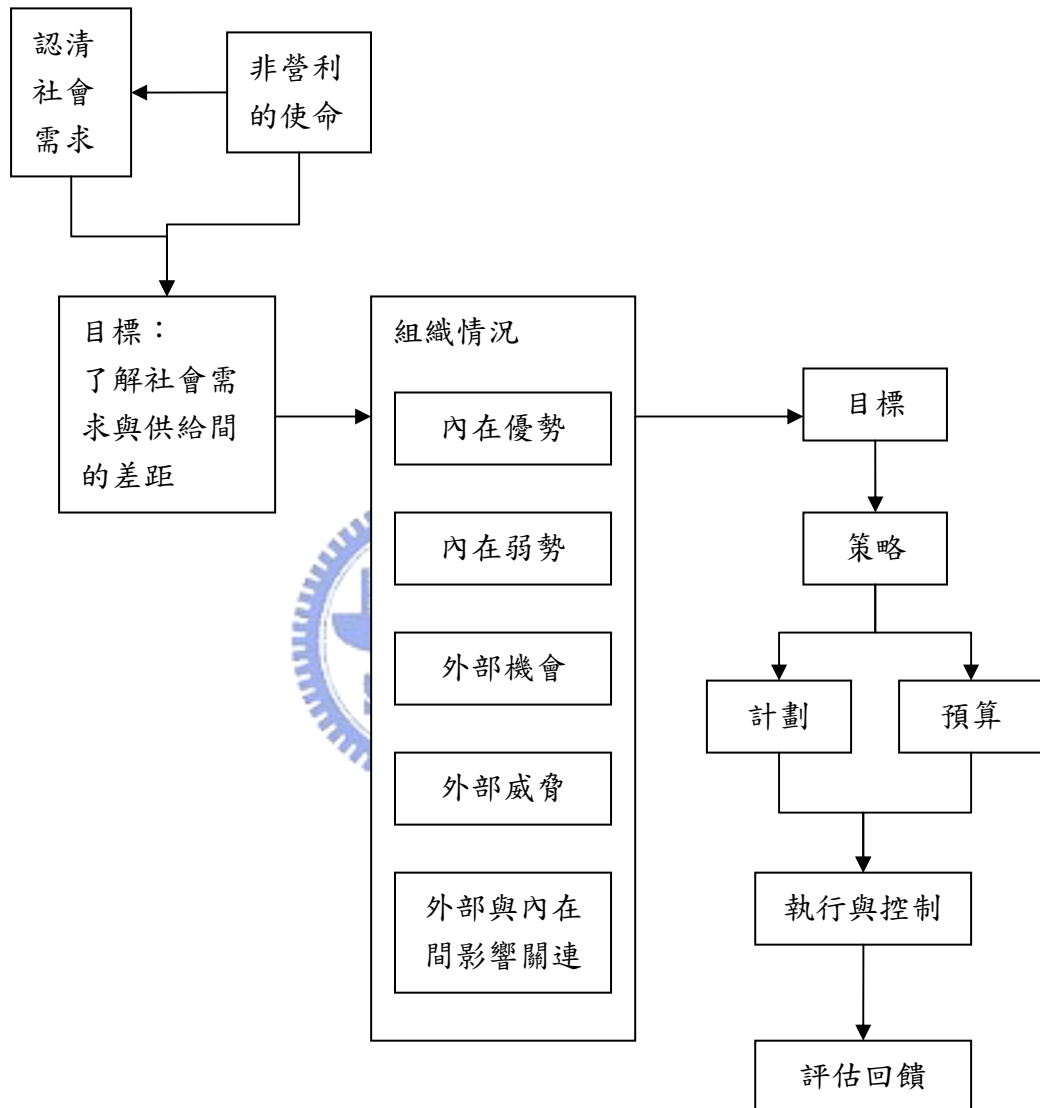 認清
社會
需求
非營利
的使命
目標：
了解社會需
求與供給間
的差距
組織情況
內在優勢
內在弱勢
外部機會
外部威脅
外部與內在
間影響關連
目標
策略
計劃
預算
執行與控制
評估回饋